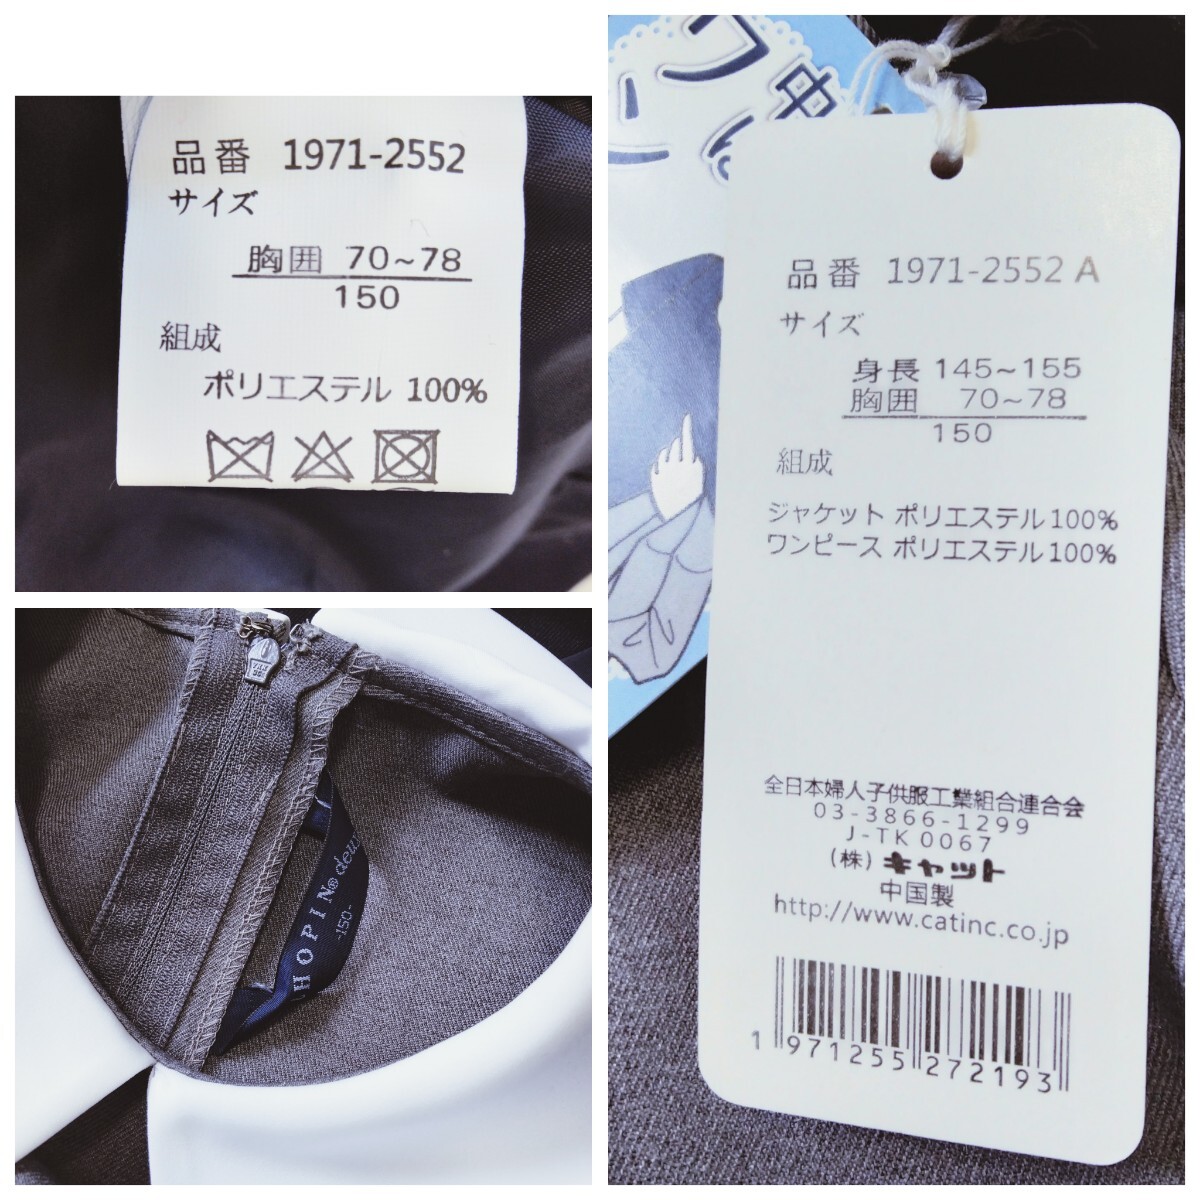 品番 1971-2552
サイズ
胸囲 70~78
150
組成
ポリエステル 100%
HOPIN® deux
-150-
品番 1971-2552 A
サイズ
身長 145~155
胸囲 70~78
150
組成
ジャケット ポリエステル100%
ワンピース ポリエステル100%
全日本婦人子供服工業組合連合会
03-3866-1299
J-TK 0067
(株) キャット
中国製
http://www.catinc.co.jp
1 971255 272193